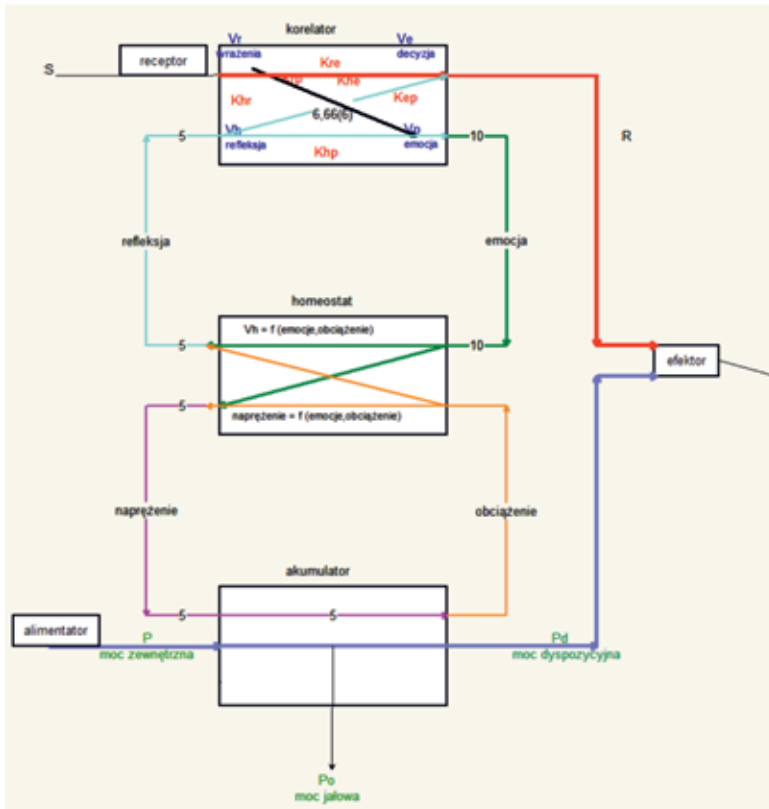 korelator
Vr
wrażenia
Ve
decyzja
receptor
S
Kre
Krp
Khe
Khr
Kep
6,66(6)
5
Vh
refleksja
Vp
emocja
10
Khp
R
refleksja
emocja
homeostat
5
Vh = f (emocje,obciążenie)
10
efektor
5
naprężenie = f (emocje,obciążenie)
naprężenie
obciążenie
akumulator
5
5
alimentator
P
moc zewnętrzna
Pd
moc dyspozycyjna
Po
moc jałowa